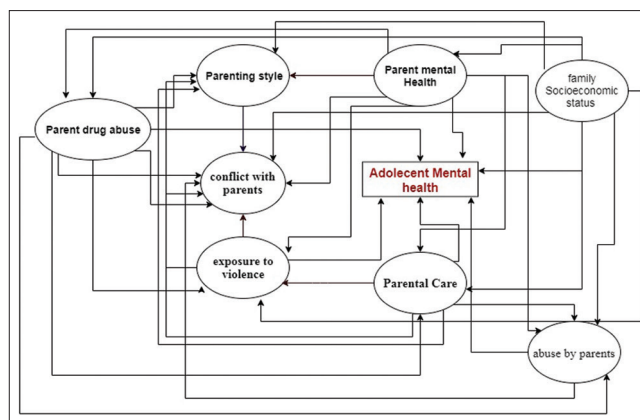 Parenting style
Parent mental
Health
family
Socioeconomic
status
Parent drug abuse
conflict with
parents
Adolecent Mental
health
exposure to
violence
Parental Care
abuse by parents